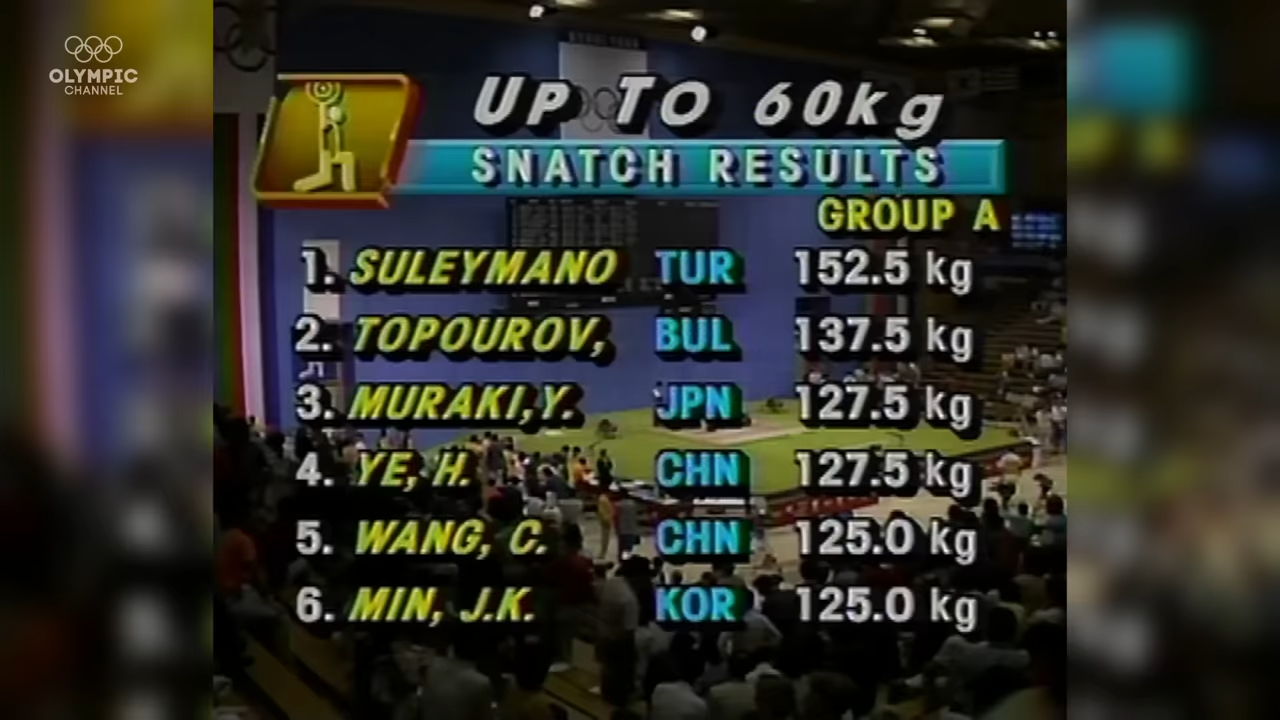 OLYMPIC
CHANNEL
UP TO 60kg
SNATCH RESULTS
GROUP A
1. SULEYMANO TUR 152.5 kg
2. TOPOUROV, BUL 137.5 kg
3. MURAKI,Y. JPN 127.5 kg
4. YE, H. CHN 127.5 kg
5. WANG, C. CHN 125.0 kg
6. MIN, J.K. KOR 125.0 kg